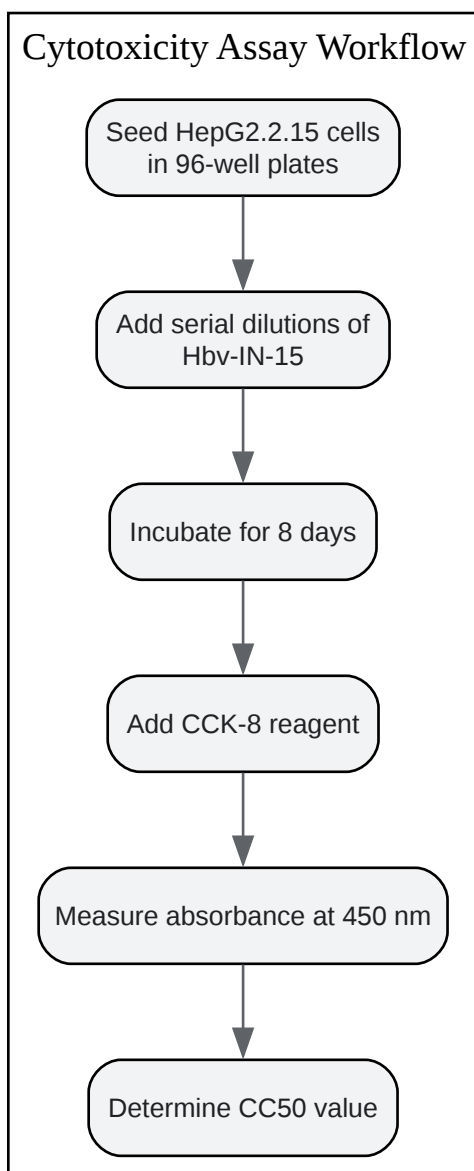 Cytotoxicity Assay Workflow
Seed HepG2.2.15 cells
in 96-well plates
Add serial dilutions of
Hbv-IN-15
Incubate for 8 days
Add CCK-8 reagent
Measure absorbance at 450 nm
Determine CC50 value